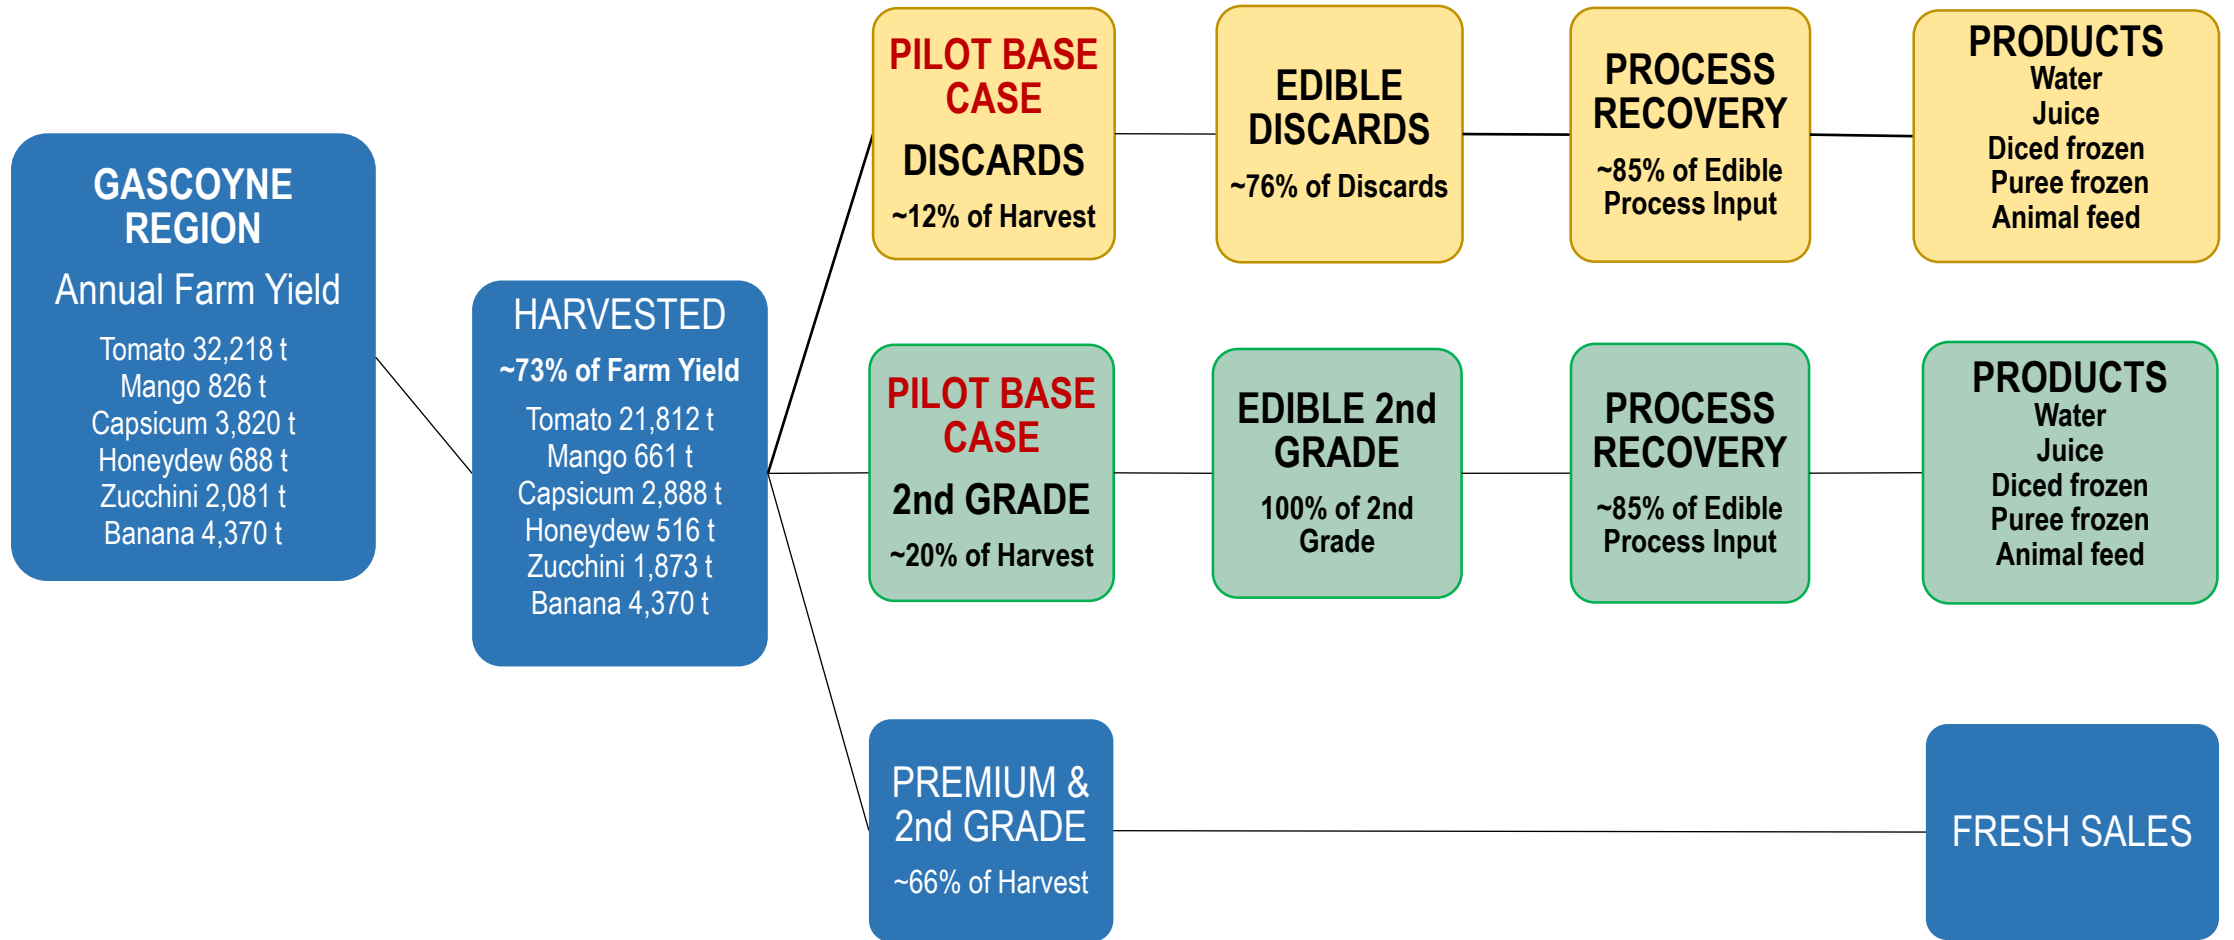 GASCOYNE
REGION
Annual Farm Yield
Tomato 32,218 t
Mango 826 t
Capsicum 3,820 t
Honeydew 688 t
Zucchini 2,081 t
Banana 4,370 t
HARVESTED
~73% of Farm Yield
Tomato 21,812 t
Mango 661 t
Capsicum 2,888 t
Honeydew 516 t
Zucchini 1,873 t
Banana 4,370 t
PILOT BASE
CASE
DISCARDS
~12% of Harvest
EDIBLE
DISCARDS
~76% of Discards
PROCESS
RECOVERY
~85% of Edible
Process Input
PRODUCTS
Water
Juice
Diced frozen
Puree frozen
Animal feed
PILOT BASE
CASE
2nd GRADE
~20% of Harvest
EDIBLE 2nd
GRADE
100% of 2nd
Grade
PROCESS
RECOVERY
~85% of Edible
Process Input
PRODUCTS
Water
Juice
Diced frozen
Puree frozen
Animal feed
PREMIUM &
2nd GRADE
~66% of Harvest
FRESH SALES